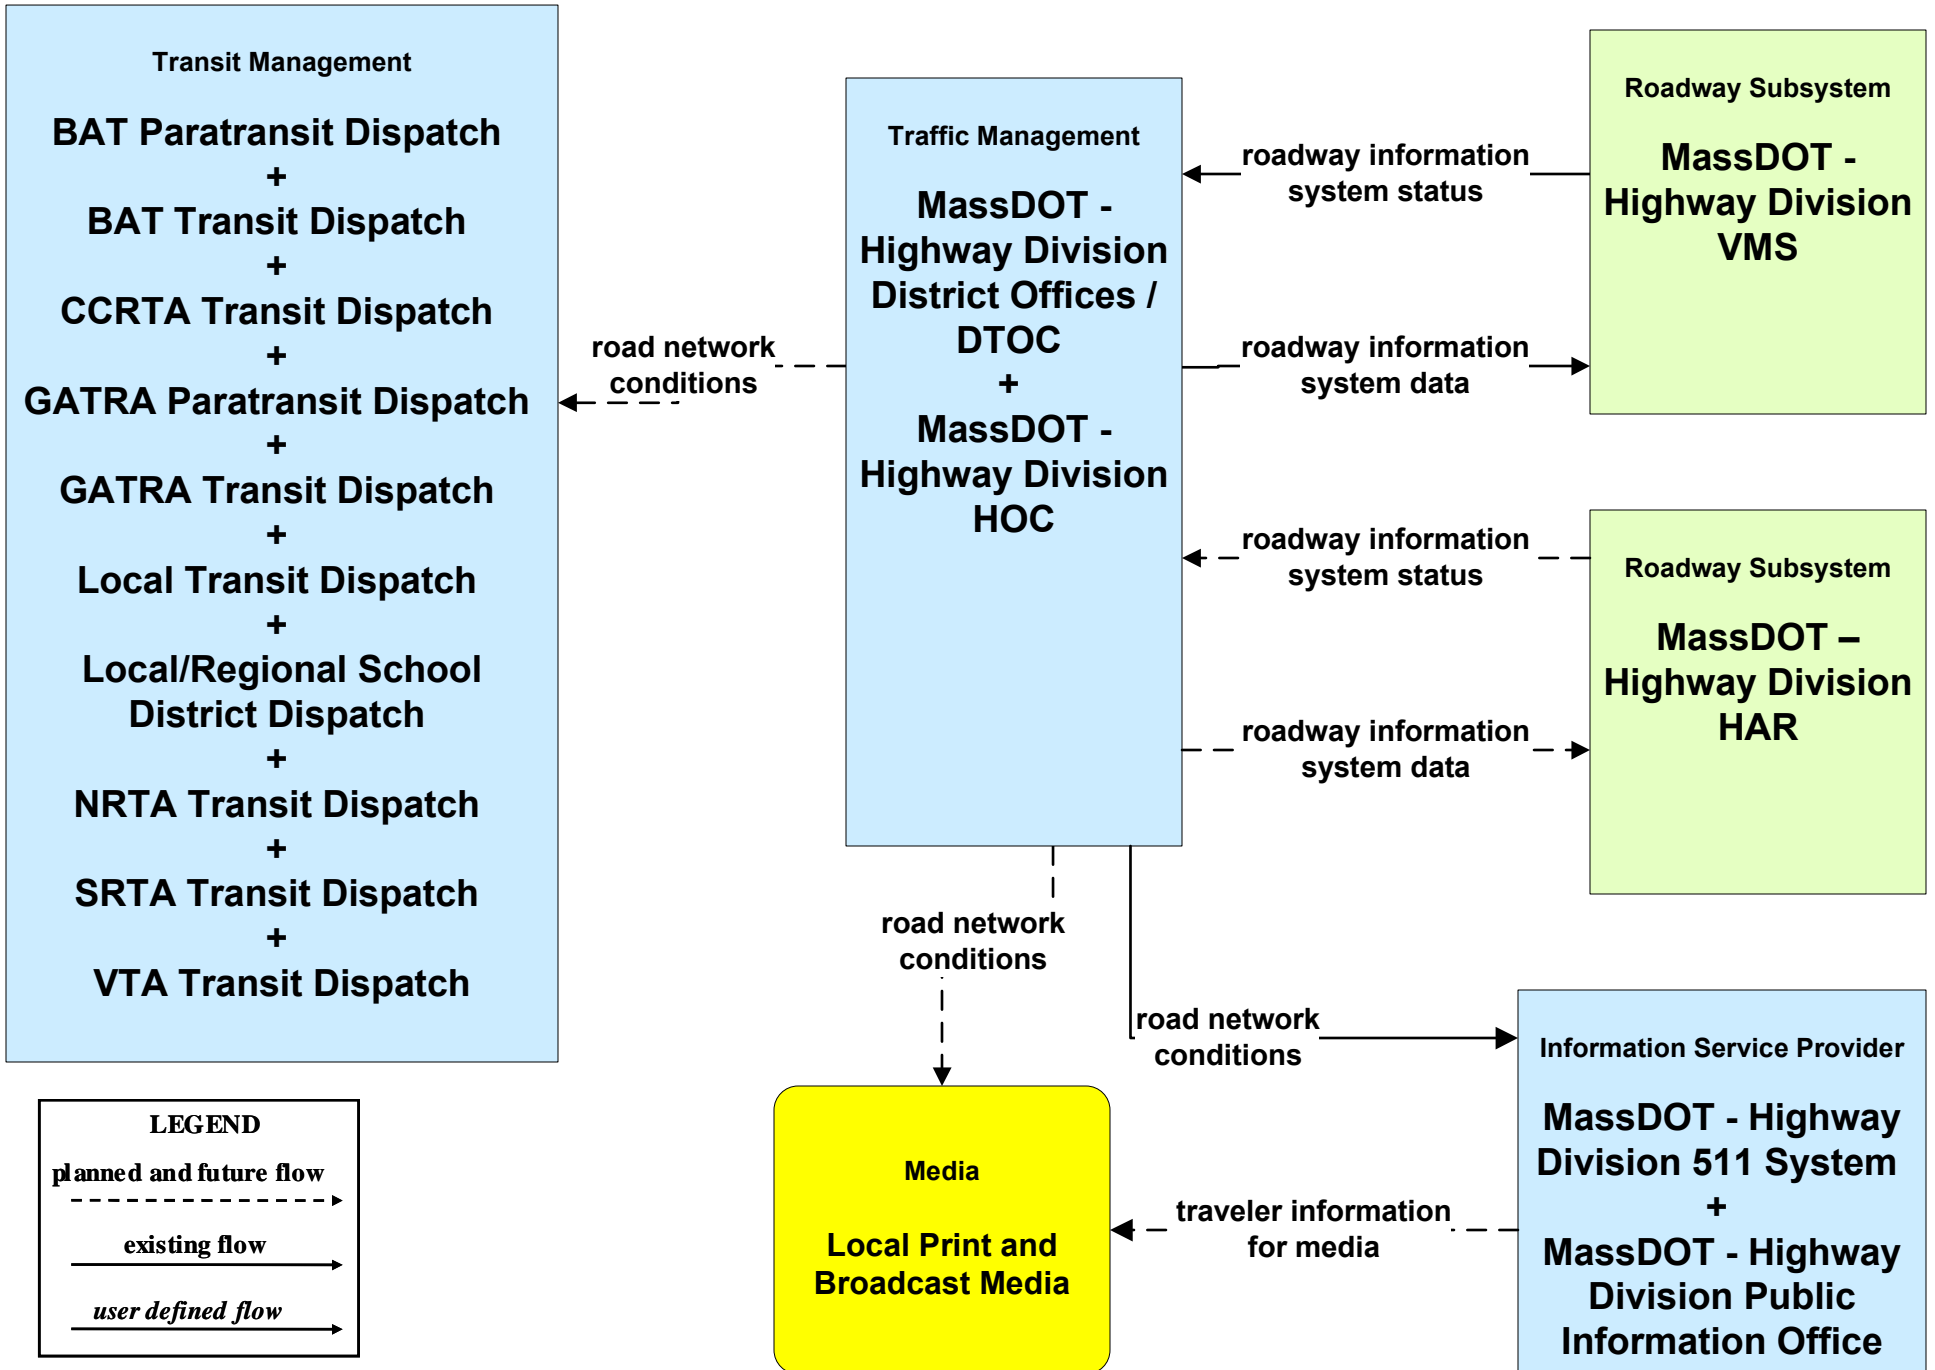 Transit Management
BAT Paratransit Dispatch
+
BAT Transit Dispatch
+
CCRTA Transit Dispatch
+
GATRA Paratransit Dispatch
+
GATRA Transit Dispatch
+
Local Transit Dispatch
+
Local/Regional School
District Dispatch
+
NRTA Transit Dispatch
+
SRTA Transit Dispatch
+
VTA Transit Dispatch
road network
conditions
Traffic Management
MassDOT -
Highway Division
District Offices /
DTOC
+
MassDOT -
Highway Division
HOC
roadway information
system status
roadway information
system data
roadway information
system status
roadway information
system data
Roadway Subsystem
MassDOT -
Highway Division
VMS
Roadway Subsystem
MassDOT –
Highway Division
HAR
road network
conditions
road network
conditions
Information Service Provider
MassDOT - Highway
Division 511 System
+
MassDOT - Highway
Division Public
Information Office
traveler information
for media
Media
Local Print and
Broadcast Media
LEGEND
planned and future flow
existing flow
user defined flow